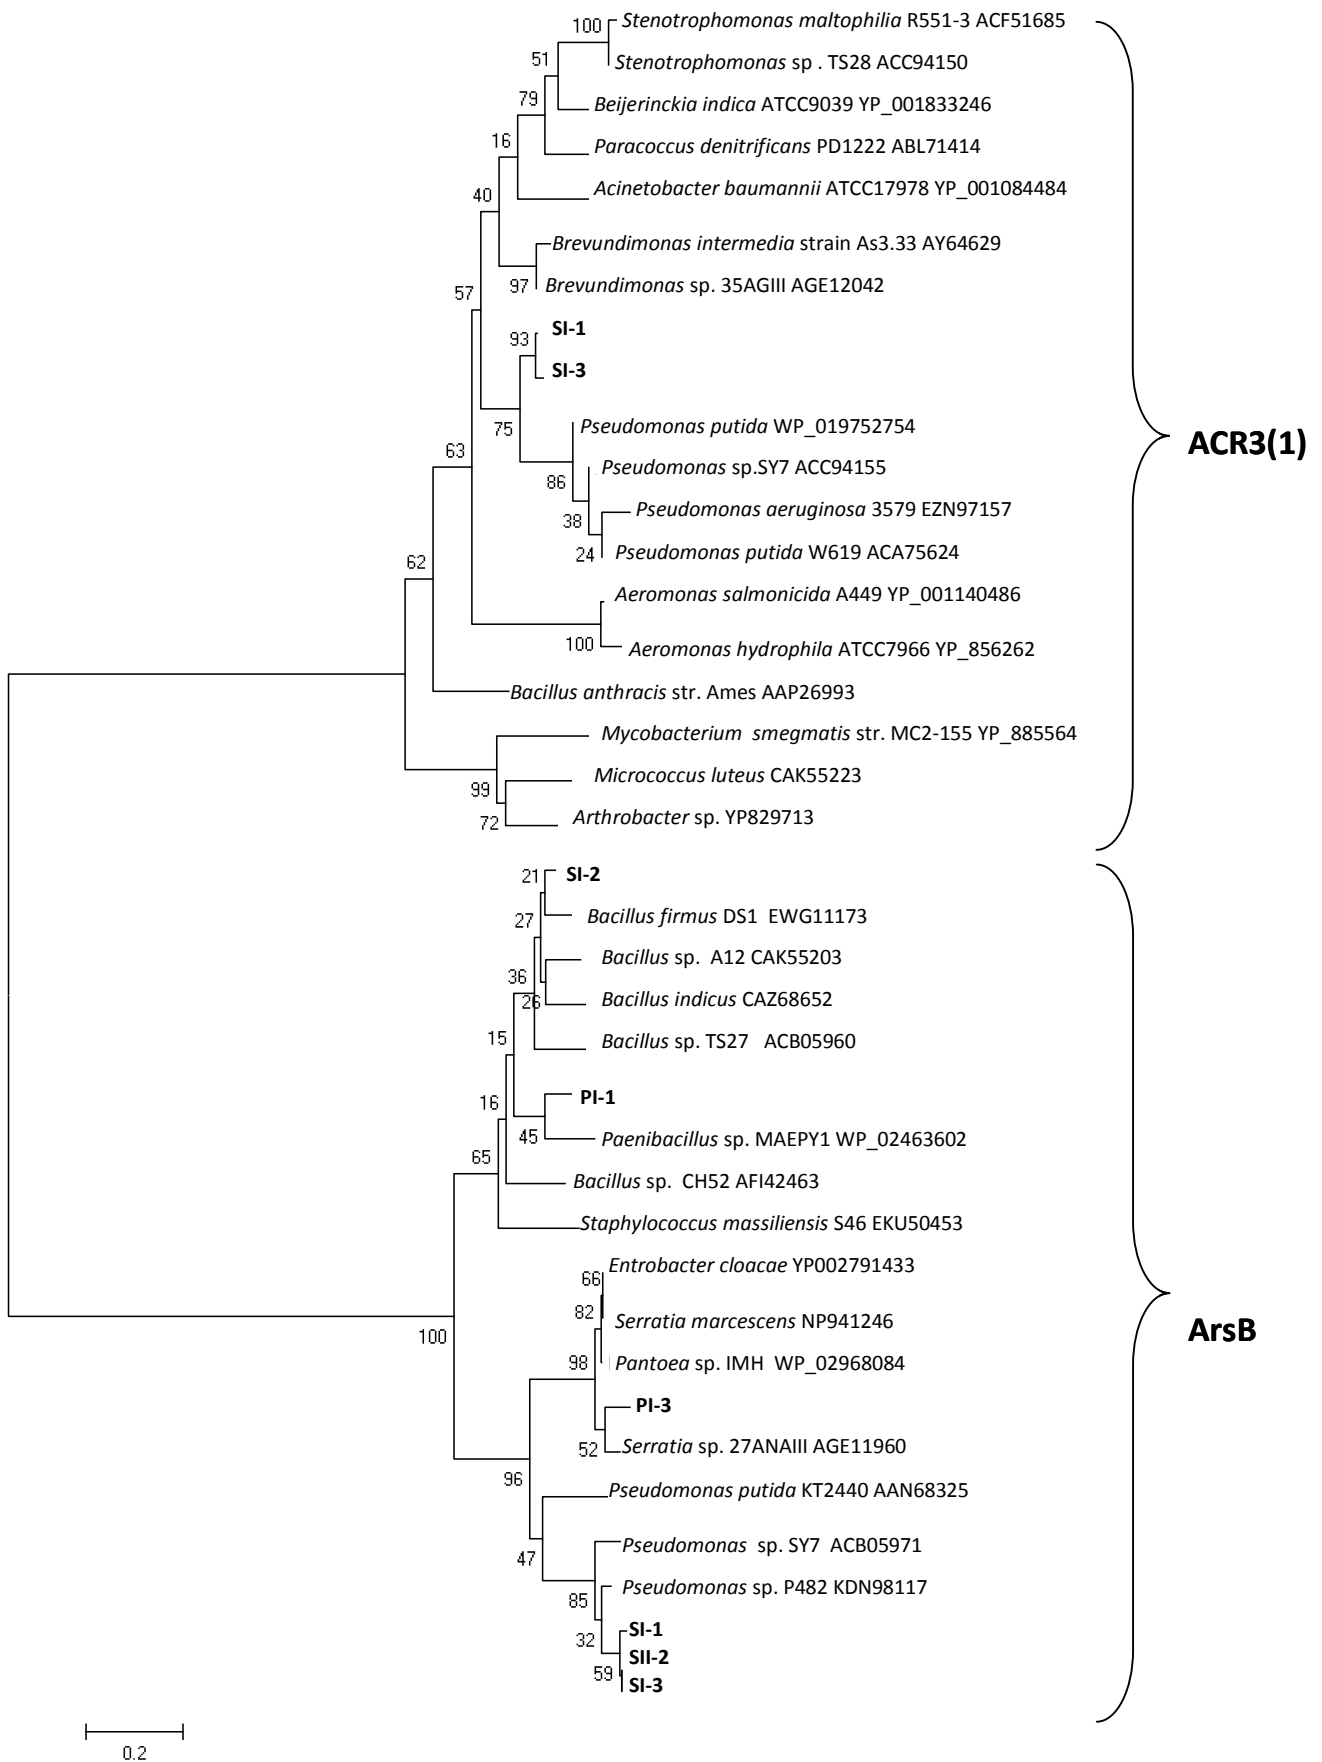 100
Stenotrophomonas maltophilia R551-3 ACF51685
51
Stenotrophomonas sp . TS28 ACC94150
79
Beijerinckia indica ATCC9039 YP_001833246
16
Paracoccus denitrificans PD1222 ABL71414
40
Acinetobacter baumannii ATCC17978 YP_001084484
Brevundimonas intermedia strain As3.33 AY64629
97
Brevundimonas sp. 35AGIII AGE12042
57
SI-1
93
SI-3
75
Pseudomonas putida WP_019752754
63
Pseudomonas sp.SY7 ACC94155
86
Pseudomonas aeruginosa 3579 EZN97157
38
24
Pseudomonas putida W619 ACA75624
62
Aeromonas salmonicida A449 YP_001140486
100
Aeromonas hydrophila ATCC7966 YP_856262
Bacillus anthracis str. Ames AAP26993
Mycobacterium smegmatis str. MC2-155 YP_885564
99
Micrococcus luteus CAK55223
72
Arthrobacter sp. YP829713
ACR3(1)
21
SI-2
27
Bacillus firmus DS1 EWG11173
36
Bacillus sp. A12 CAK55203
26
Bacillus indicus CAZ68652
15
Bacillus sp. TS27 ACB05960
16
PI-1
45
Paenibacillus sp. MAEPY1 WP_02463602
65
Bacillus sp. CH52 AFI42463
Staphylococcus massiliensis S46 EKU50453
66
Entrobacter cloacae YP002791433
82
Serratia marcescens NP941246
98
Pantoea sp. IMH WP_02968084
PI-3
52
Serratia sp. 27ANAIII AGE11960
100
96
Pseudomonas putida KT2440 AAN68325
47
Pseudomonas sp. SY7 ACB05971
85
Pseudomonas sp. P482 KDN98117
32
SI-1
SII-2
59
SI-3
ArsB
0.2